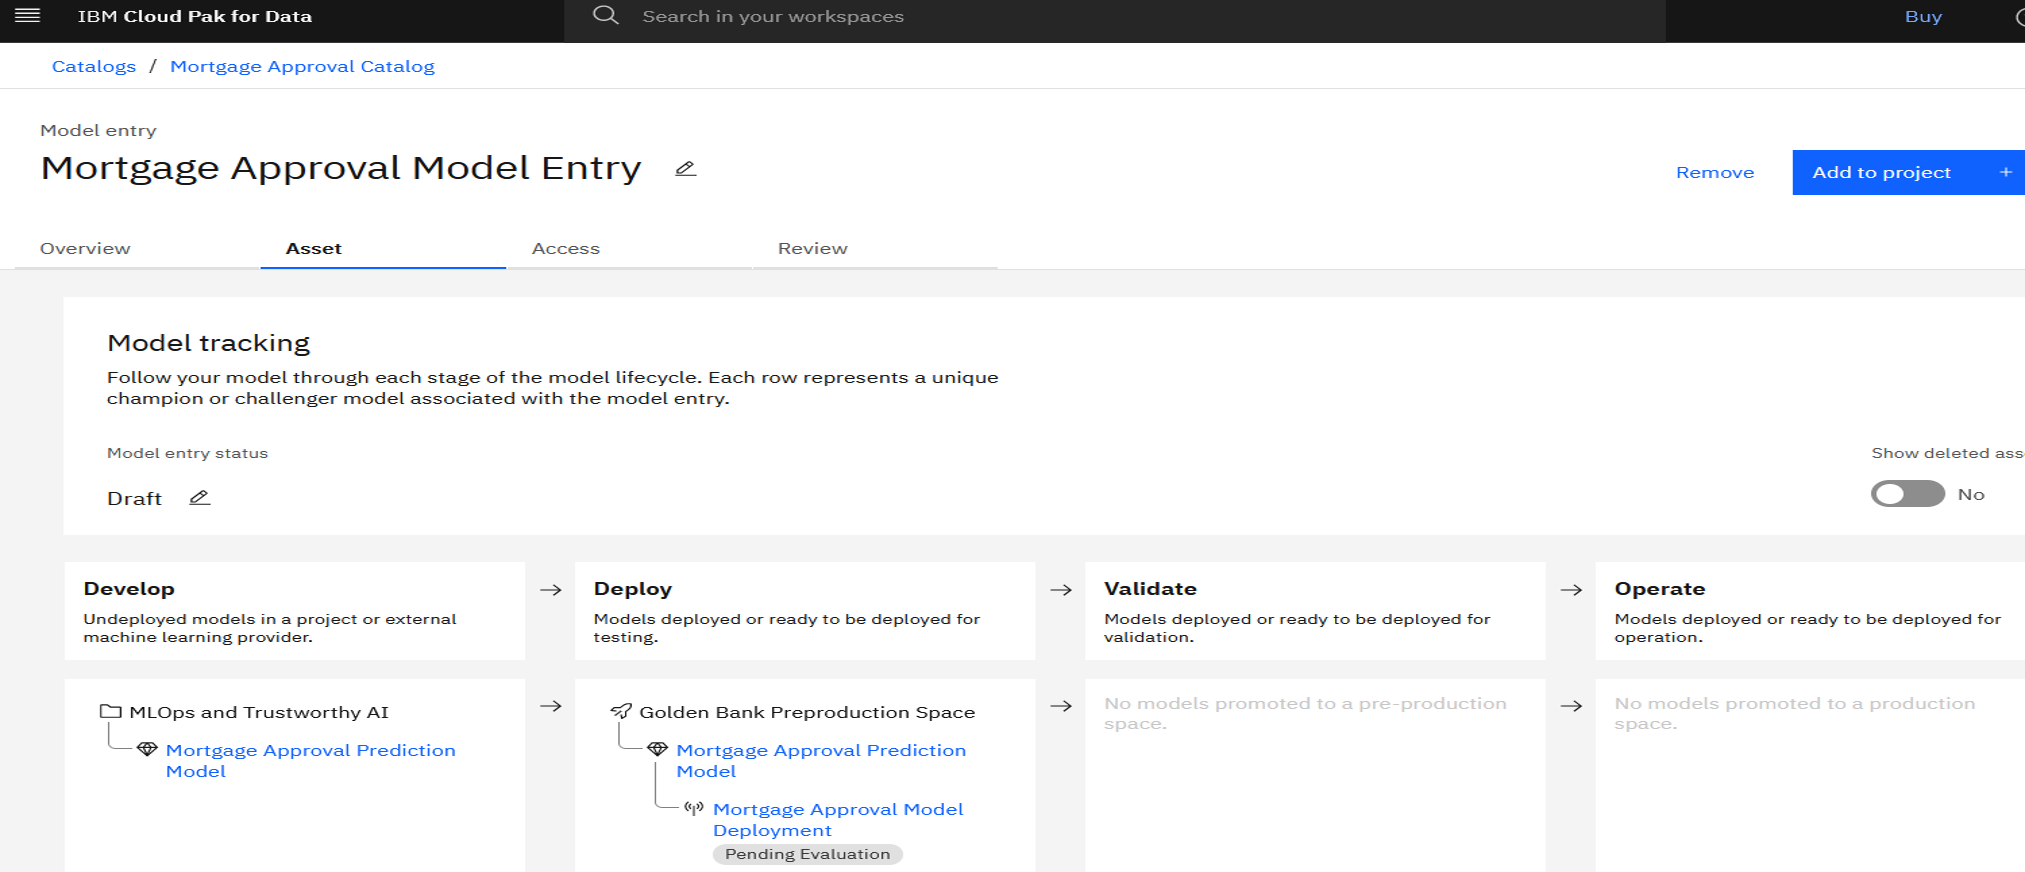 IBM Cloud Pak for Data
Search in your workspaces
Buy
Catalogs / Mortgage Approval Catalog
Model entry
Mortgage Approval Model Entry
Remove
Add to project +
Overview
Asset
Access
Review
Model tracking
Follow your model through each stage of the model lifecycle. Each row represents a unique
champion or challenger model associated with the model entry.
Model entry status
Draft
Show deleted
No
Develop
Undeployed models in a project or external
machine learning provider.
Deploy
Models deployed or ready to be deployed for
testing.
Validate
Models deployed or ready to be deployed for
validation.
Operate
Models deployed or ready to be deployed for
operation.
MLOps and Trustworthy AI
Mortgage Approval Prediction
Model
Golden Bank Preproduction Space
Mortgage Approval Prediction
Model
Mortgage Approval Model
Deployment
Pending Evaluation
No models promoted to a pre-production
space.
No models promoted to a production
space.